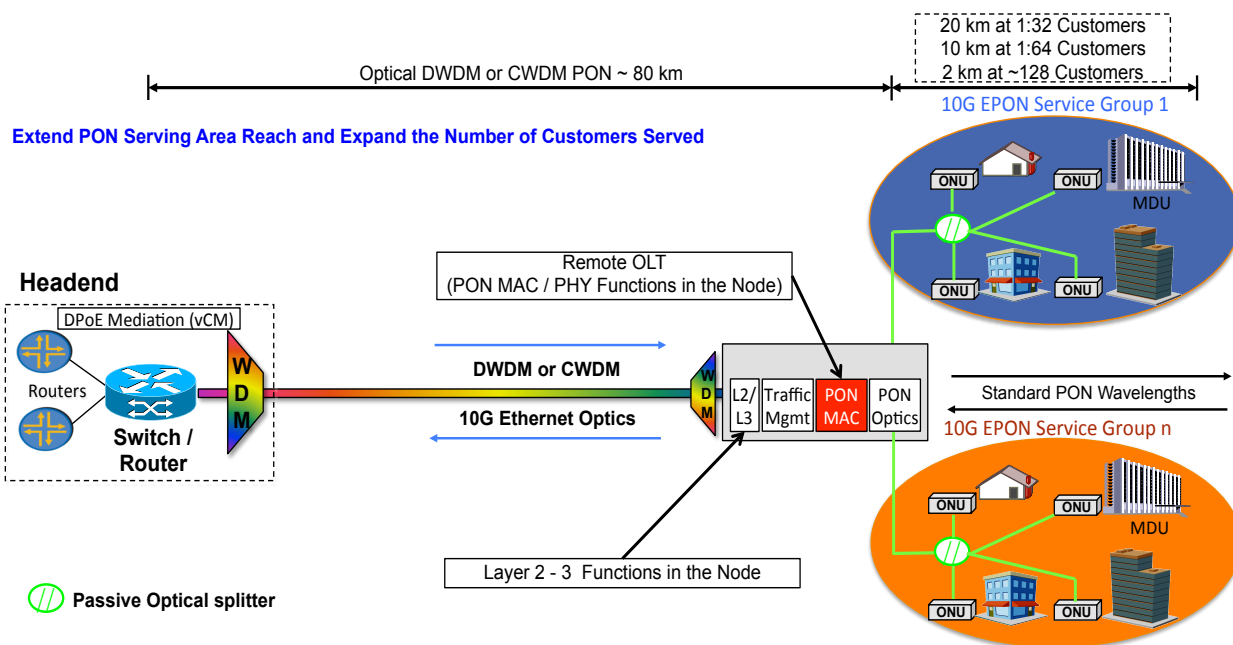 20 km at 1:32 Customers
10 km at 1:64 Customers
2 km at ~128 Customers
Optical DWDM or CWDM PON ~ 80 km
10G EPON Service Group 1
Extend PON Serving Area Reach and Expand the Number of Customers Served
ONU
ONU
MDU
ONU
ONU
Remote OLT
(PON MAC / PHY Functions in the Node)
Headend
DPoE Mediation (vCM)
Routers
Switch /
Router
WDM
DWDM or CWDM
10G Ethernet Optics
WDM
L2/
L3
Traffic
Mgmt
PON
MAC
PON
Optics
Standard PON Wavelengths
10G EPON Service Group n
ONU
ONU
MDU
ONU
ONU
Layer 2 - 3 Functions in the Node
Passive Optical splitter